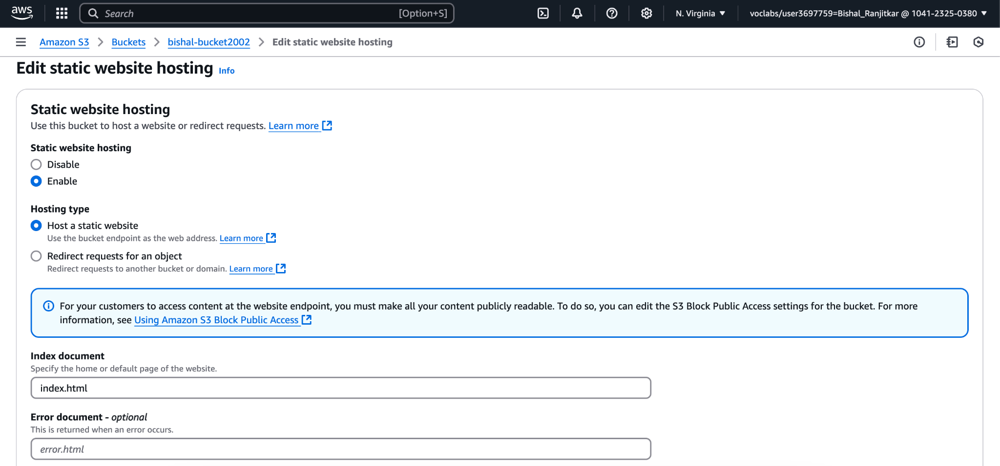 aws
Search [Option+S] N. Virginia voclabs/user3697759=Bishal_Ranjitkar @ 1041-2325-0380
Amazon S3 Buckets bishal-bucket2002 Edit static website hosting
Edit static website hosting Info
Static website hosting
Use this bucket to host a website or redirect requests. Learn more
Static website hosting
Disable
Enable
Hosting type
Host a static website
Use the bucket endpoint as the web address. Learn more
Redirect requests for an object
Redirect requests to another bucket or domain. Learn more
For your customers to access content at the website endpoint, you must make all your content publicly readable. To do so, you can edit the S3 Block Public Access settings for the bucket. For more
information, see Using Amazon S3 Block Public Access
Index document
Specify the home or default page of the website.
index.html
Error document - optional
This is returned when an error occurs.
error.html